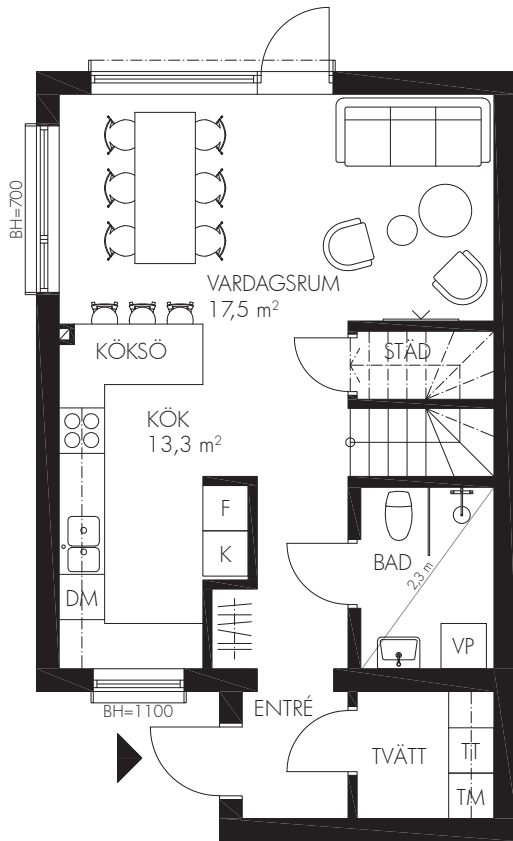 BH=700
VARDAGSRUM
17,5 m²
KÖKSÖ
STÄD
KÖK
13,3 m²
F
K
BAD
2,3 m
DM
VP
BH=1100
ENTRÉ
TVÄTT
TT
TM